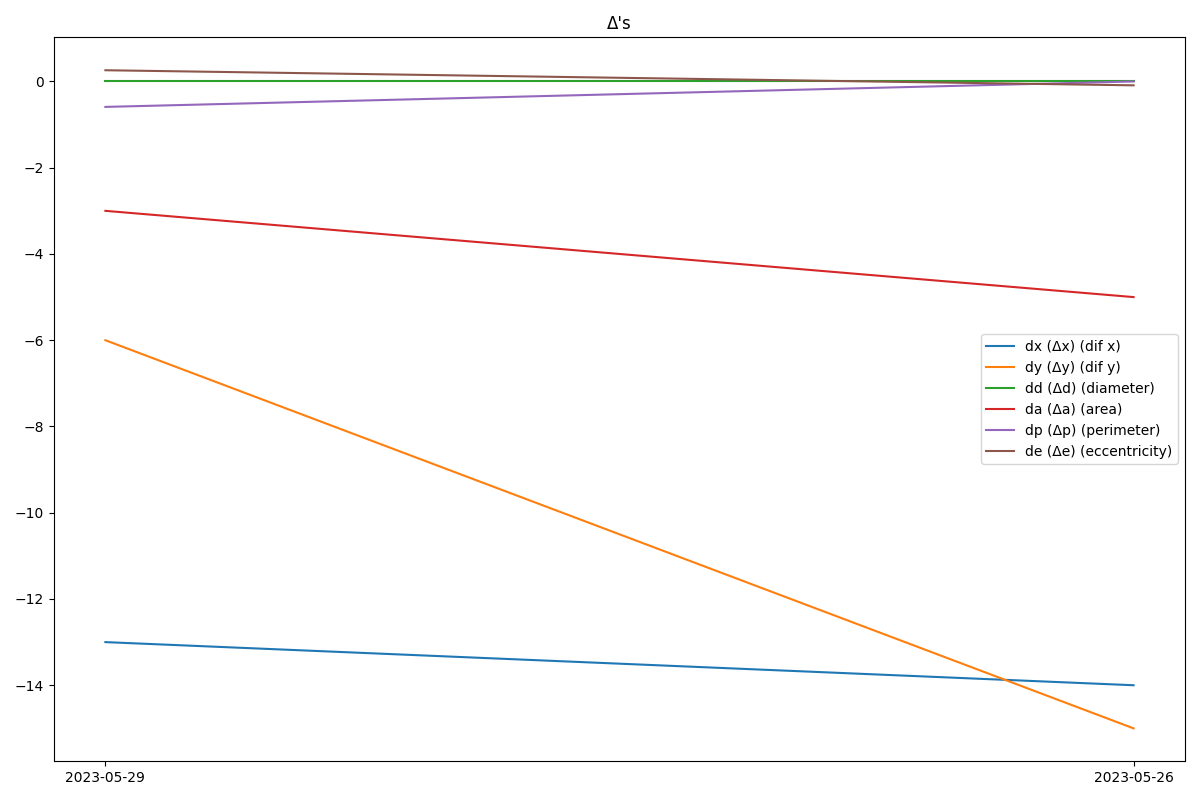 Δ's
0
−2
−4
−6
−8
−10
−12
−14
dx (Δx) (dif x)
dy (Δy) (dif y)
dd (Δd) (diameter)
da (Δa) (area)
dp (Δp) (perimeter)
de (Δe) (eccentricity)
2023-05-29
2023-05-26